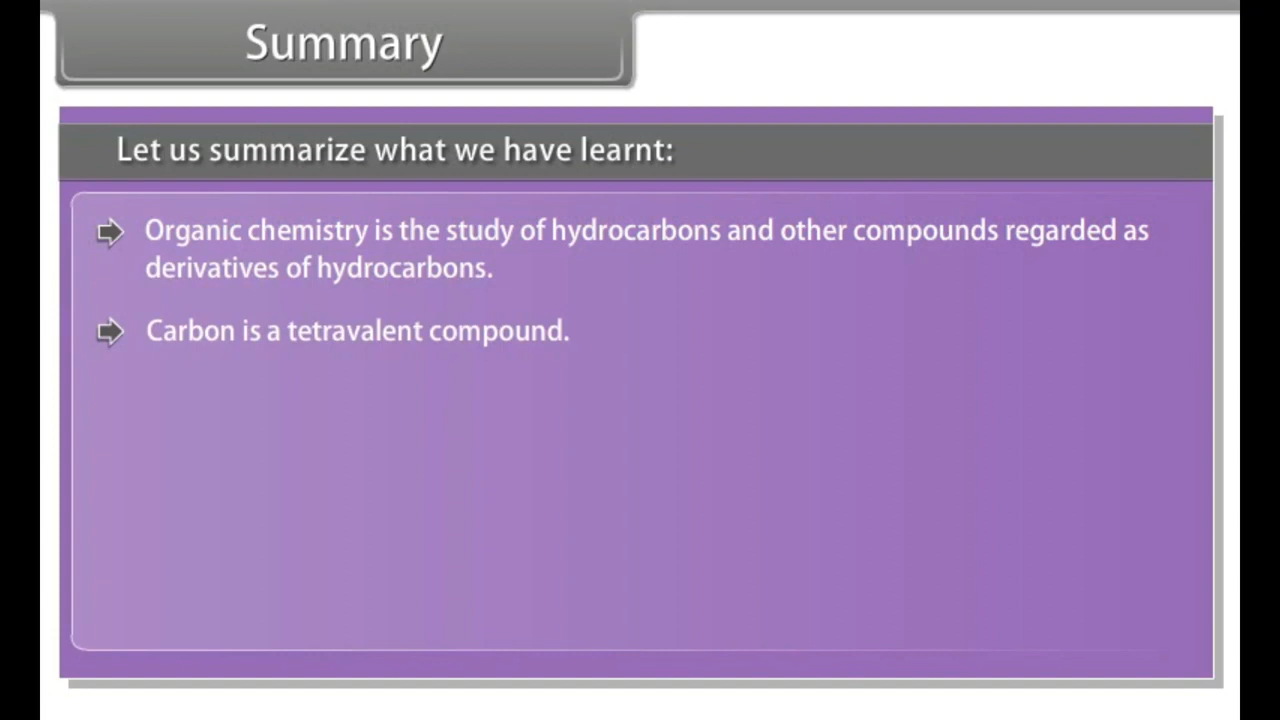 Summary
Let us summarize what we have learnt:
Organic chemistry is the study of hydrocarbons and other compounds regarded as
derivatives of hydrocarbons.
Carbon is a tetravalent compound.